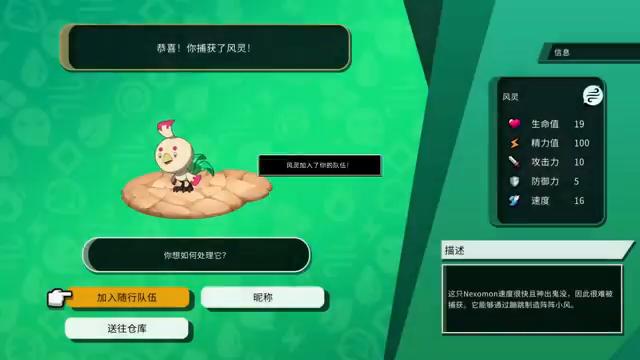 恭喜！你捕获了风灵！
信息
风灵
生命值 19
精力值 100
攻击力 10
防御力 5
速度 16
风灵加入了你的队伍！
你想如何处理它？
加入随行队伍
昵称
送往仓库
描述
这只Nexomon速度很快且神出鬼没，因此很难被
捕获。它能够通过蹦跳制造阵阵小风。